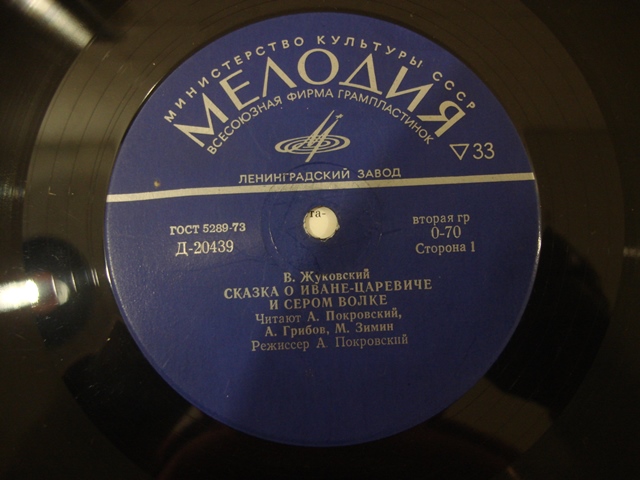 МИНИСТЕРСТВО КУЛЬТУРЫ СССР
МЕЛОДИЯ
ВСЕСОЮЗНАЯ ФИРМА ГРАМПЛАСТИНОК
▽33
ЛЕНИНГРАДСКИЙ ЗАВОД
та-
ГОСТ 5289-73
Д-20439
вторая гр
0-70
Сторона 1
В. Жуковский
СКАЗКА О ИВАНЕ-ЦАРЕВИЧЕ
И СЕРОМ ВОЛКЕ
Читают А. Покровский,
А. Грибов, М. Зимин
Режиссер А. Покровский